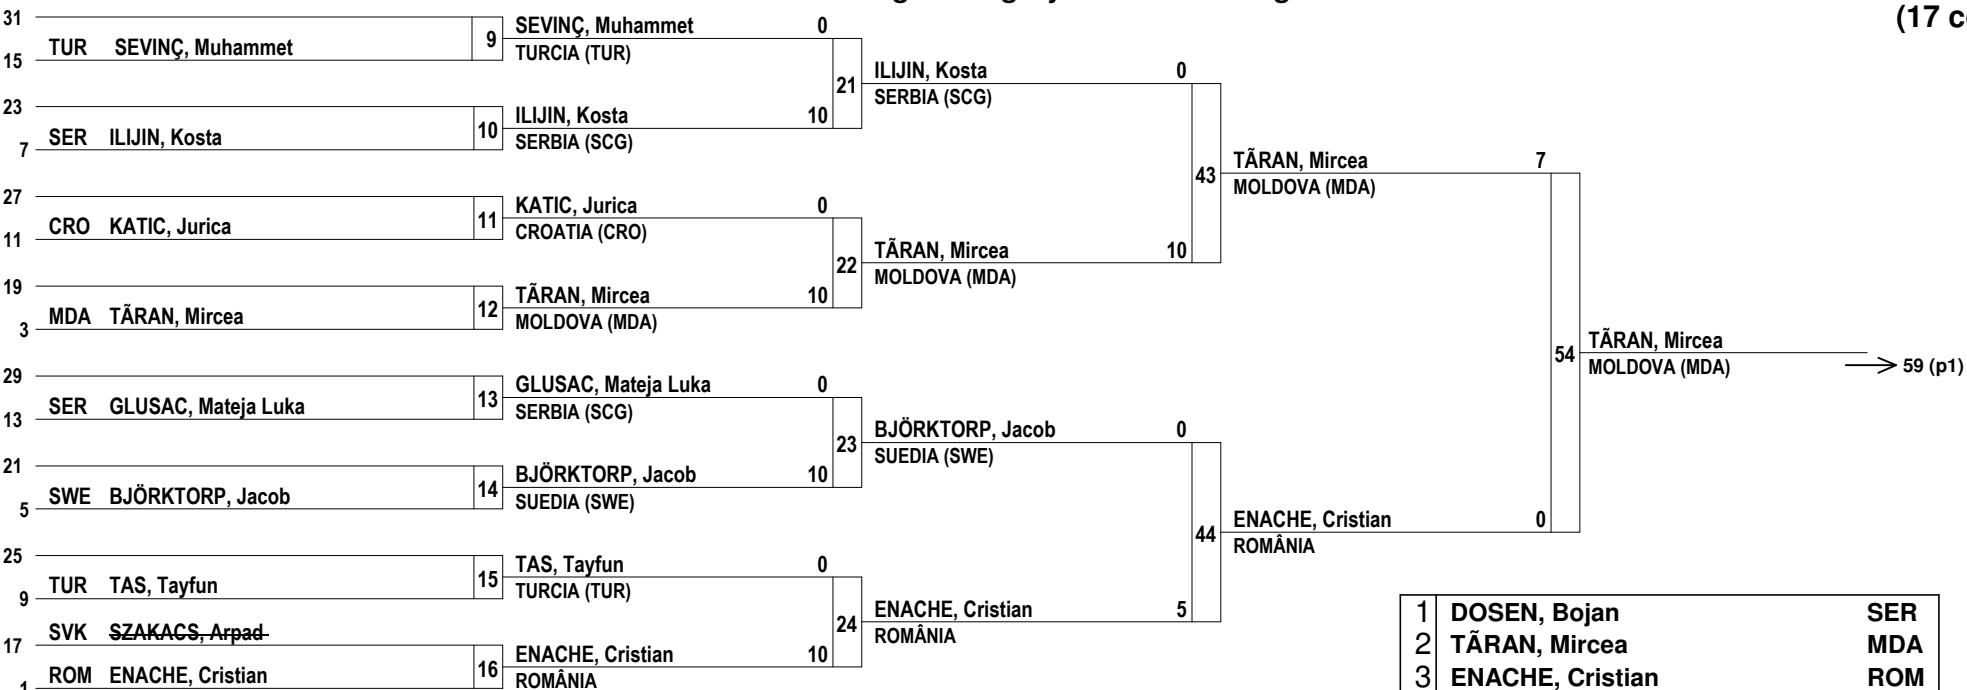 (17 c
31
TUR SEVINÇ, Muhammet
15
9
SEVINÇ, Muhammet 0
TURCIA (TUR)
21
ILIJIN, Kosta 0
SERBIA (SCG)
23
SER ILIJIN, Kosta
7
10
ILIJIN, Kosta 10
SERBIA (SCG)
43
TÃRAN, Mircea 7
MOLDOVA (MDA)
27
CRO KATIC, Jurica
11
11
KATIC, Jurica 0
CROATIA (CRO)
22
TÃRAN, Mircea 10
MOLDOVA (MDA)
19
MDA TÃRAN, Mircea
3
12
TÃRAN, Mircea 10
MOLDOVA (MDA)
54
TÃRAN, Mircea
MOLDOVA (MDA)
59 (p1)
29
SER GLUSAC, Mateja Luka
13
13
GLUSAC, Mateja Luka 0
SERBIA (SCG)
23
BJÖRKTORP, Jacob 0
SUEDIA (SWE)
21
SWE BJÖRKTORP, Jacob
5
14
BJÖRKTORP, Jacob 10
SUEDIA (SWE)
44
ENACHE, Cristian 0
ROMÂNIA
25
TUR TAS, Tayfun
9
15
TAS, Tayfun 0
TURCIA (TUR)
24
ENACHE, Cristian 5
ROMÂNIA
SVK SZAKACS, Arpad
17
ROM ENACHE, Cristian
1
16
ENACHE, Cristian 10
ROMÂNIA
1 DOSEN, Bojan SER
2 TÃRAN, Mircea MDA
3 ENACHE, Cristian ROM